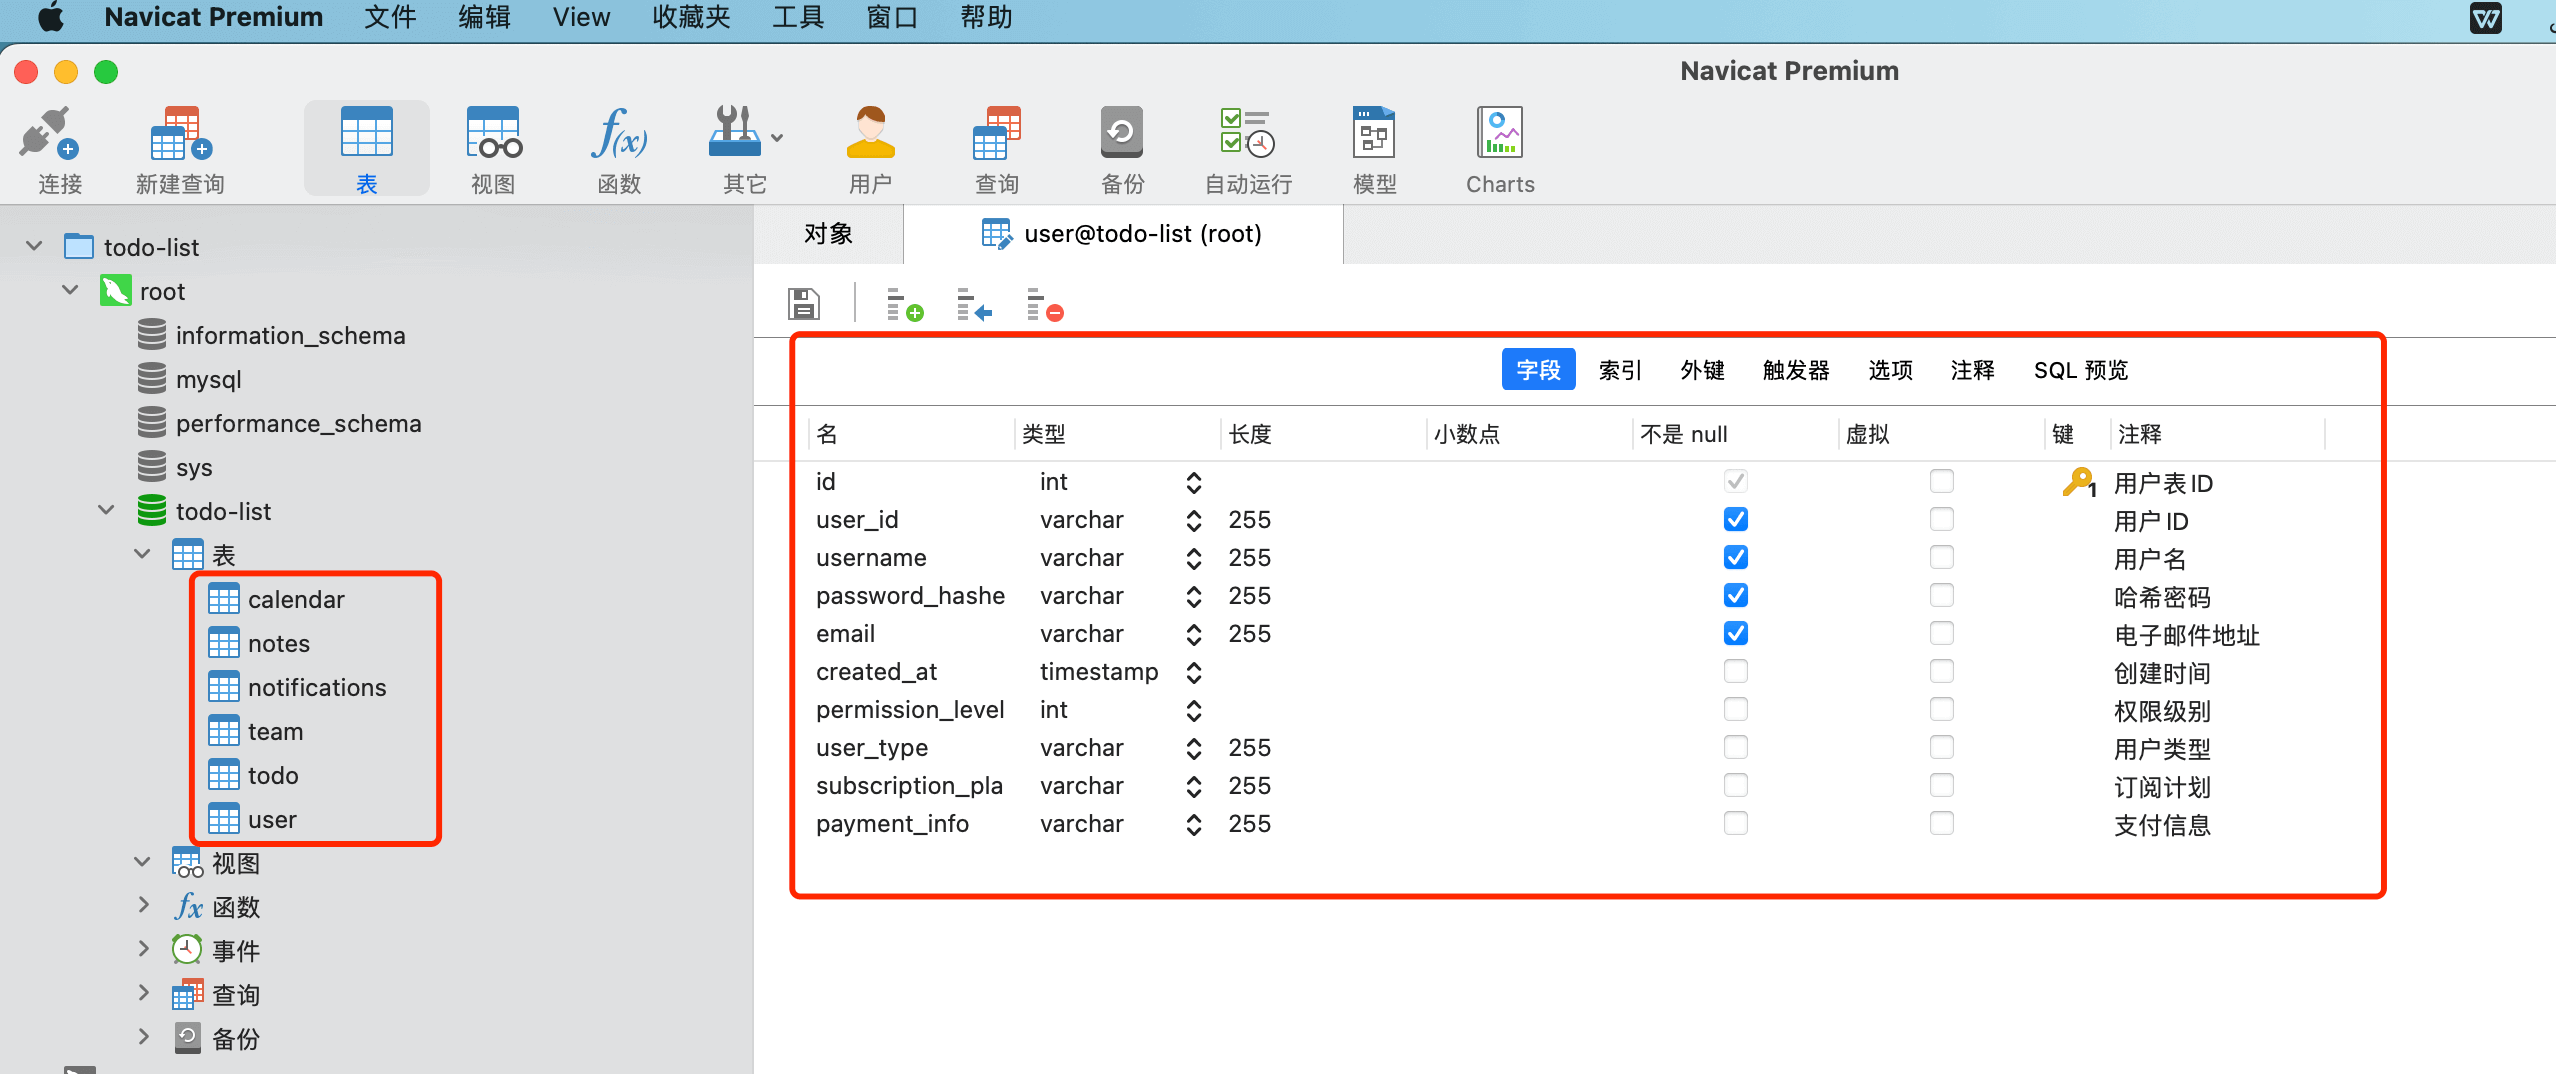 Navicat Premium 文件 编辑 View 收藏夹 工具 窗口 帮助
Navicat Premium
连接 新建查询 表 视图 函数 其它 用户 查询 备份 自动运行 模型 Charts
todo-list
root
information_schema
mysql
performance_schema
sys
todo-list
表
calendar
notes
notifications
team
todo
user
视图
函数
事件
查询
备份
对象 user@todo-list (root)
字段 索引 外键 触发器 选项 注释 SQL 预览
名 类型 长度 小数点 不是 null 虚拟 键 注释
id int 1 用户表 ID
user_id varchar 255 用户 ID
username varchar 255 用户名
password_hashe varchar 255 哈希密码
email varchar 255 电子邮件地址
created_at timestamp 创建时间
permission_level int 权限级别
user_type varchar 255 用户类型
subscription_pla varchar 255 订阅计划
payment_info varchar 255 支付信息